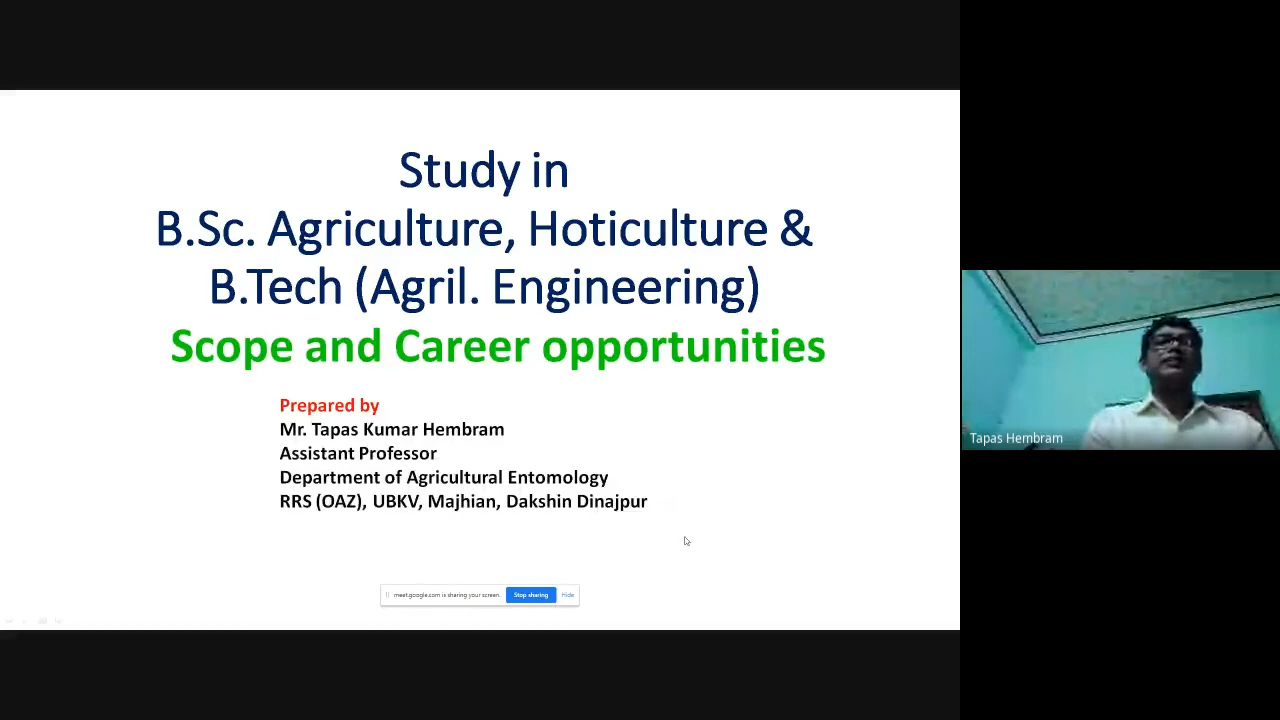 Study in
B.Sc. Agriculture, Hoticulture &
B.Tech (Agril. Engineering)
Scope and Career opportunities
Prepared by
Mr. Tapas Kumar Hembram
Assistant Professor
Department of Agricultural Entomology
RRS (OAZ), UBKV, Majhian, Dakshin Dinajpur
meet.google.com is sharing your screen.
Stop sharing
Hide
Tapas Hembram